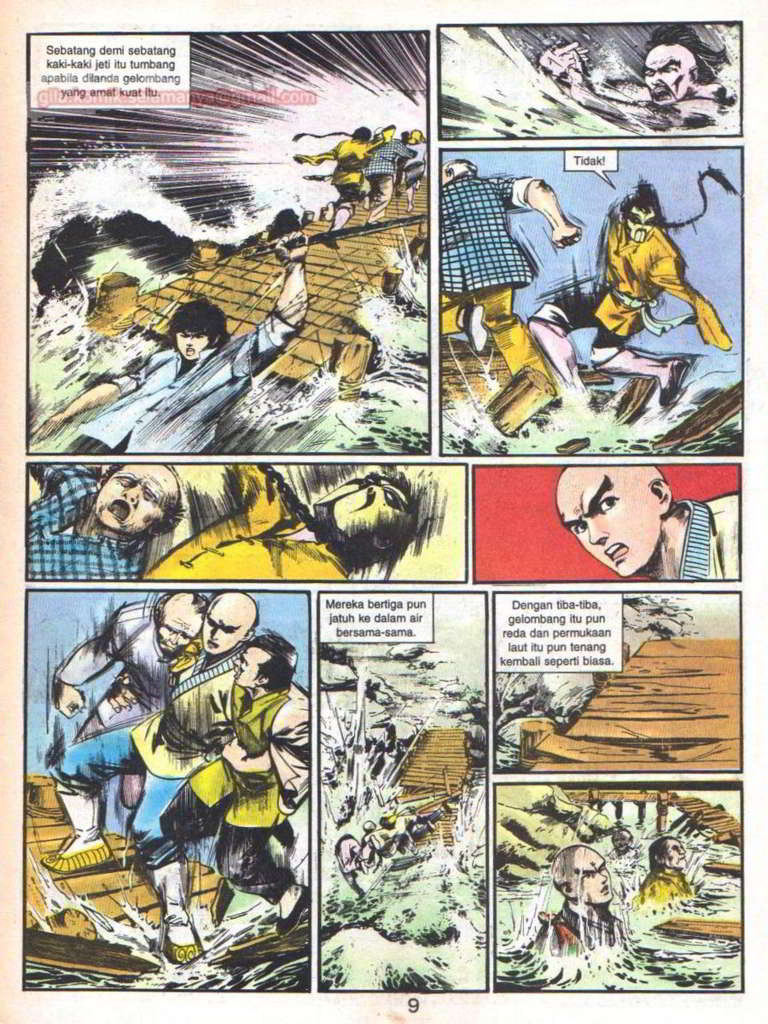 Sebatang demi sebatang
kaki-kaki jeti itu tumbang
apabila dilanda gelombang
yang amat kuat itu.
Tidak!
Mereka bertiga pun
jatuh ke dalam air
bersama-sama.
Dengan tiba-tiba,
gelombang itu pun
reda dan permukaan
laut itu pun tenang
kembali seperti biasa.
9